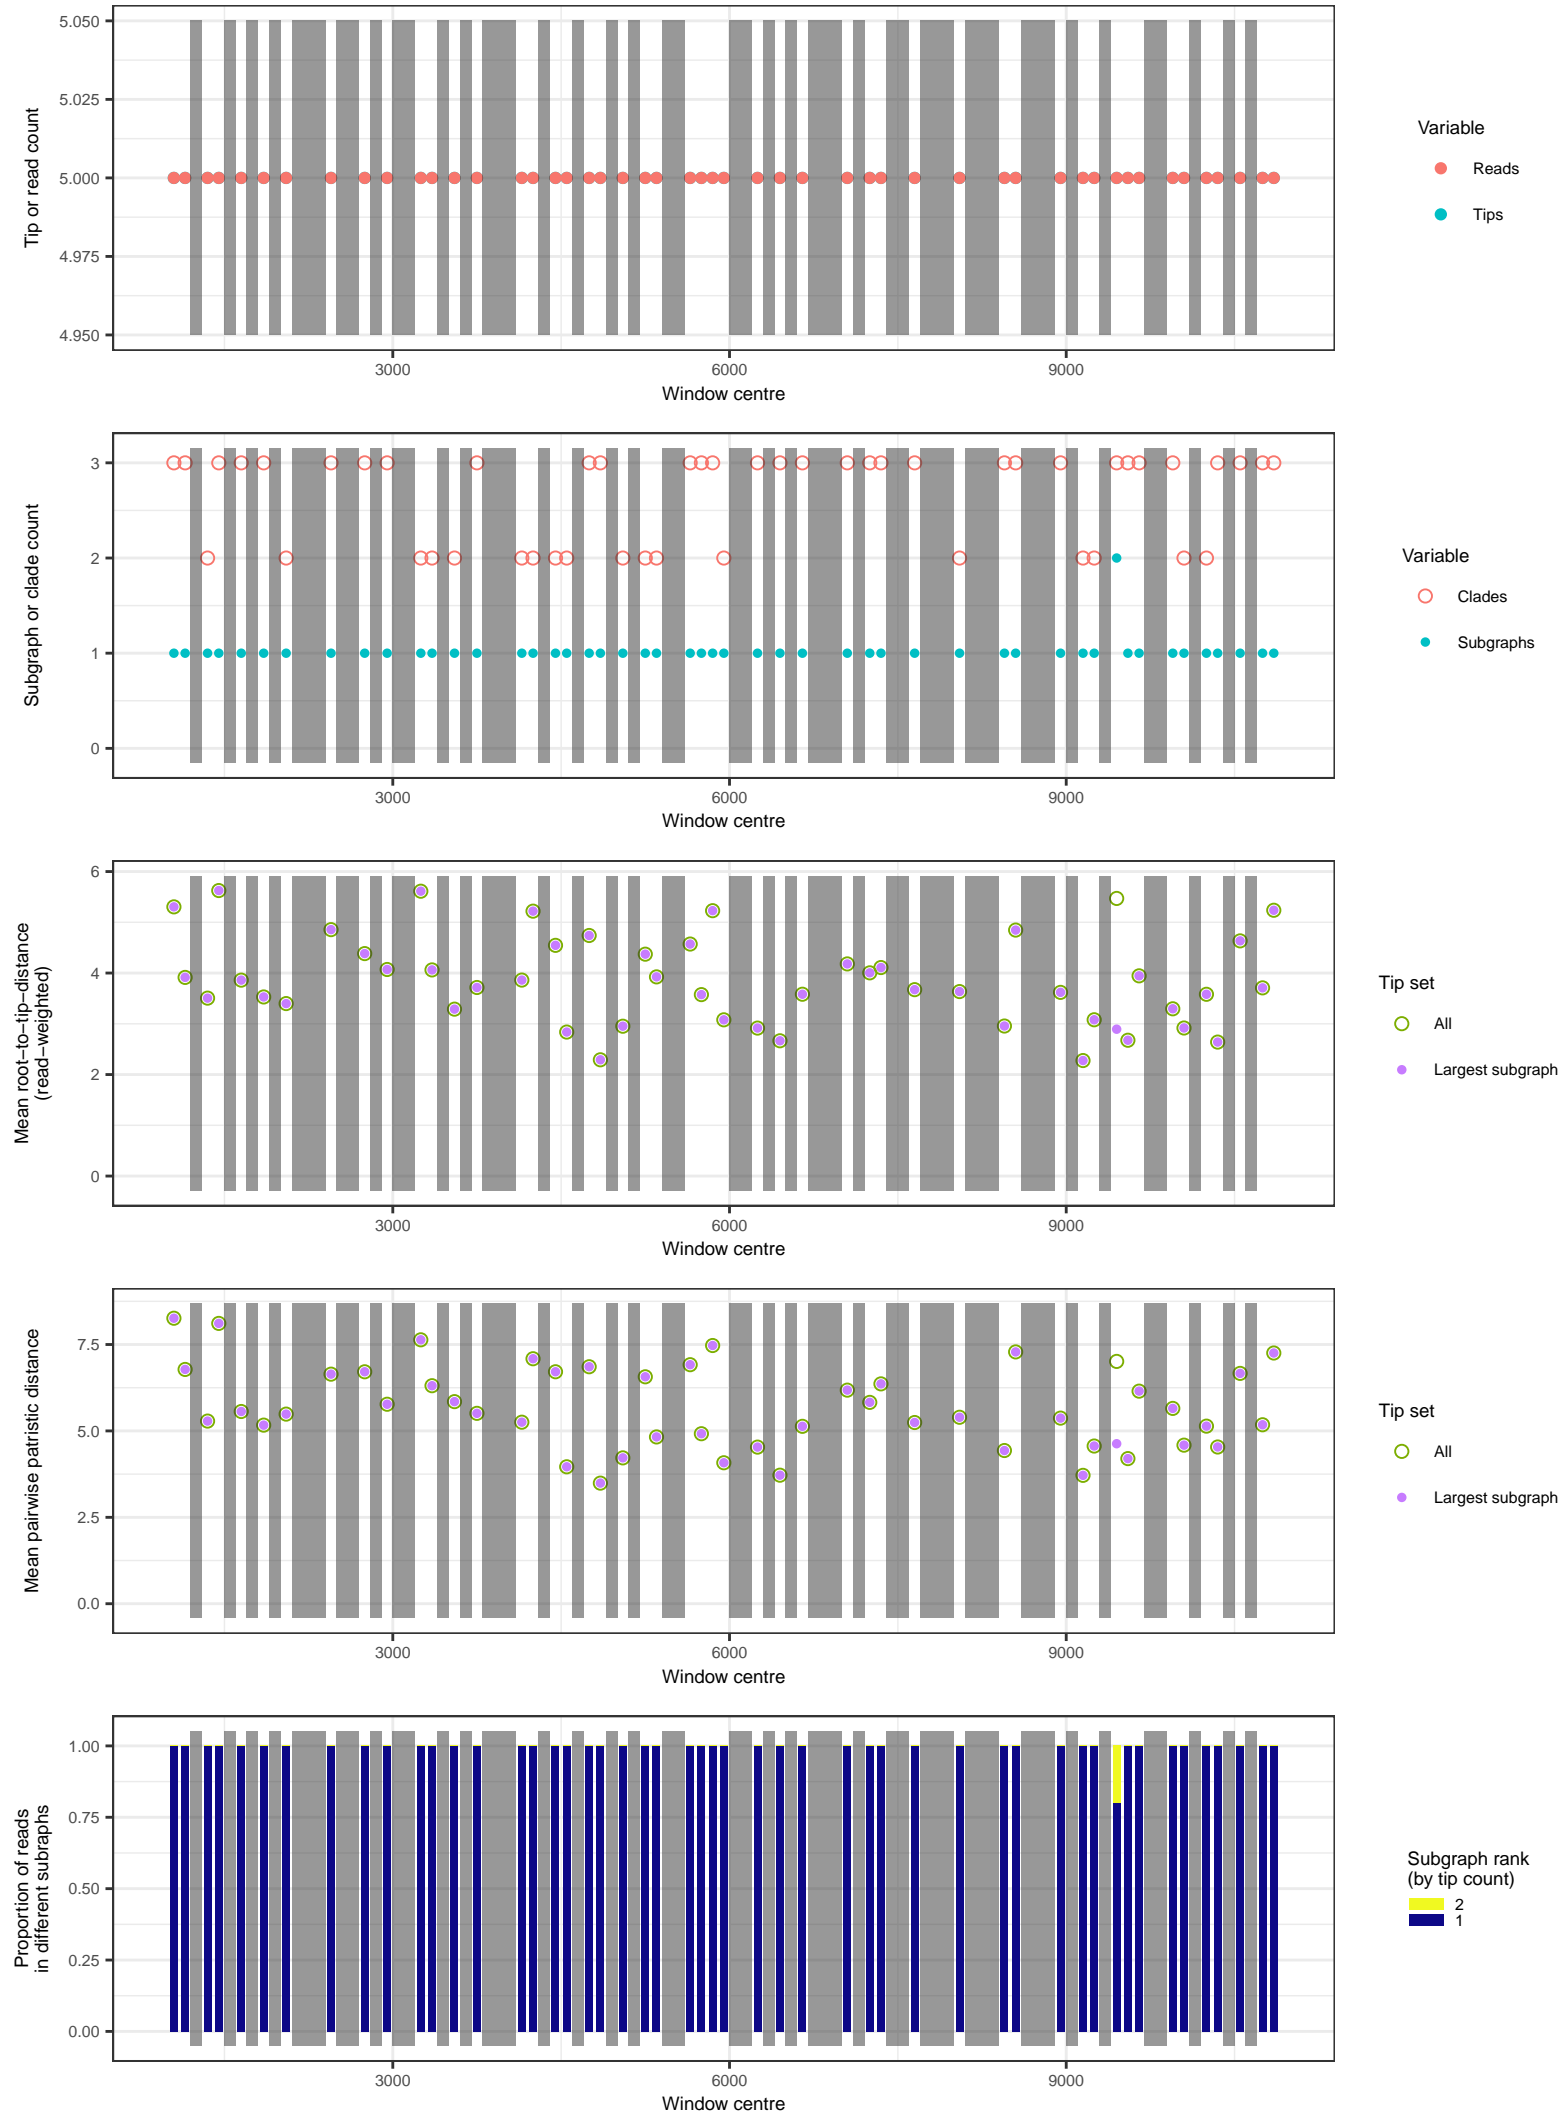 5.050
5.025
5.000
4.975
4.950
Tip or read count
3000 6000 9000
Window centre
Variable
Reads
Tips
3
2
1
0
Subgraph or clade count
3000 6000 9000
Window centre
Variable
Clades
Subgraphs
6
4
2
0
Mean root−to−tip−distance
(read−weighted)
3000 6000 9000
Window centre
Tip set
All
Largest subgraph
7.5
5.0
2.5
0.0
Mean pairwise patristic distance
3000 6000 9000
Window centre
Tip set
All
Largest subgraph
1.00
0.75
0.50
0.25
0.00
Proportion of reads
in different subraphs
3000 6000 9000
Window centre
Subgraph rank
(by tip count)
2
1